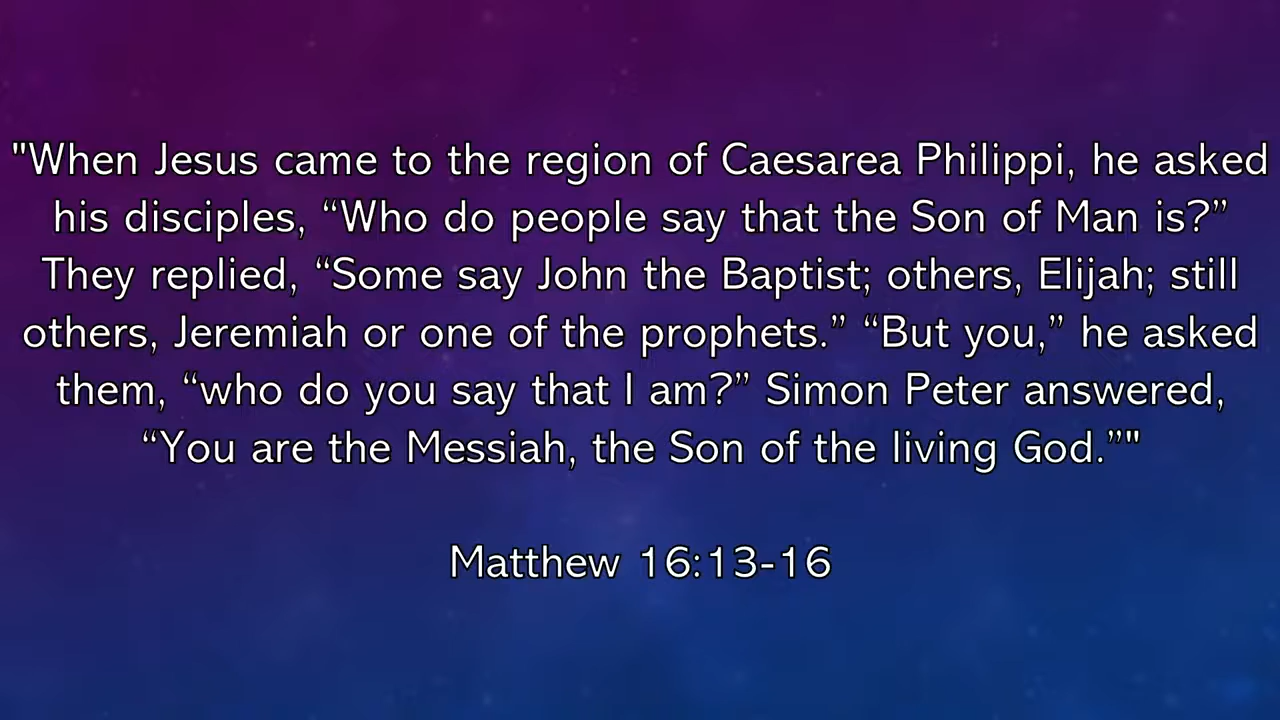 "When Jesus came to the region of Caesarea Philippi, he asked
his disciples, “Who do people say that the Son of Man is?”
They replied, “Some say John the Baptist; others, Elijah; still
others, Jeremiah or one of the prophets.” “But you,” he asked
them, “who do you say that I am?” Simon Peter answered,
“You are the Messiah, the Son of the living God.”"
Matthew 16:13-16